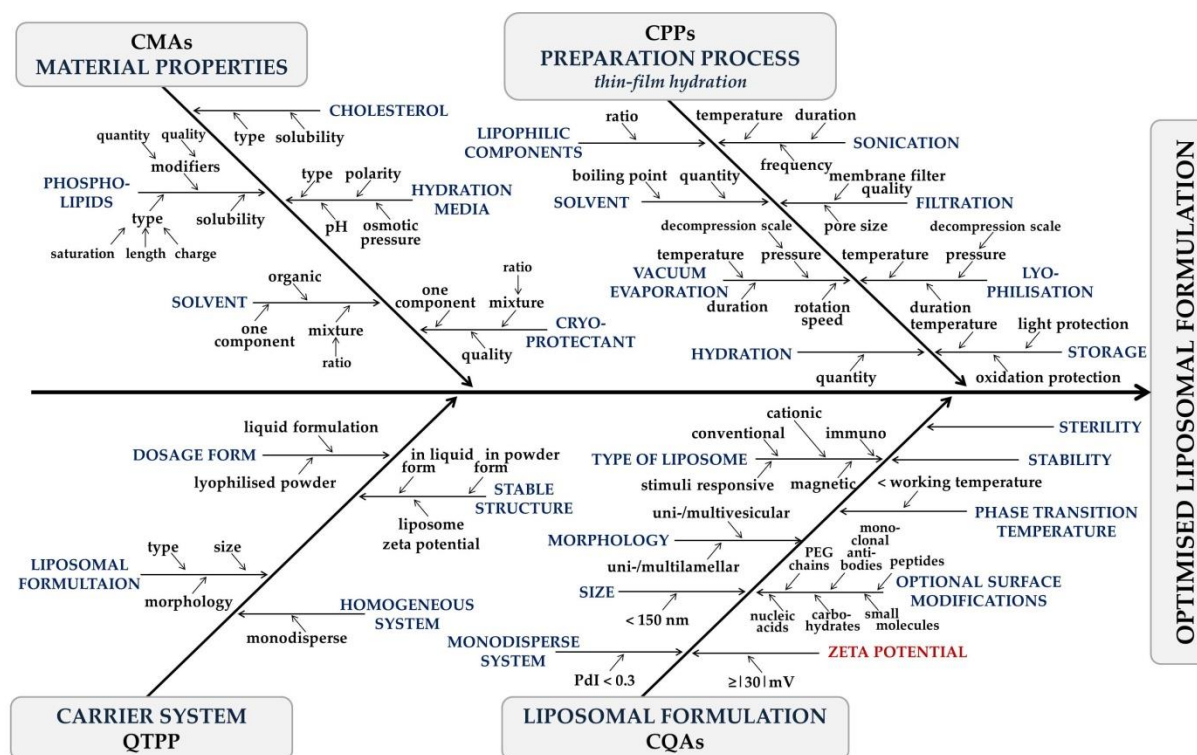 CMAs
MATERIAL PROPERTIES
CHOLESTEROL
type
solubility
quantity
quality
modifiers
PHOSPHO-
LIPIDS
type
solubility
saturation
length
charge
type
polarity
HYDRATION
MEDIA
pH
osmotic
pressure
organic
SOLVENT
one
component
mixture
ratio
ratio
one
component
mixture
CRYO-
PROTECTANT
quality
CPPs
PREPARATION PROCESS
thin-film hydration
ratio
LIPOPHILIC
COMPONENTS
temperature
duration
SONICATION
frequency
boiling point
quantity
SOLVENT
membrane filter
quality
FILTRATION
pore size
decompression scale
temperature
pressure
VACUUM
EVAPORATION
duration
rotation
speed
decompression scale
temperature
pressure
LYO-
PHILISATION
duration
HYDRATION
quantity
temperature
light protection
STORAGE
oxidation protection
OPTIMISED LIPOSOMAL FORMULATION
liquid formulation
DOSAGE FORM
lyophilised powder
in liquid
form
in powder
form
STABLE
STRUCTURE
liposome
zeta potential
type
size
LIPOSOMAL
FORMULTAION
morphology
HOMOGENEOUS
SYSTEM
monodisperse
CARRIER SYSTEM
QTPP
STERILITY
cationic
conventional
immuno
TYPE OF LIPOSOME
stimuli responsive
magnetic
STABILITY
< working temperature
PHASE TRANSITION
TEMPERATURE
uni-/multivesicular
MORPHOLOGY
uni-/multilamellar
PEG
chains
mono-
clonal
anti-
bodies
peptides
OPTIONAL SURFACE
MODIFICATIONS
nucleic
acids
carbo-
hydrates
small
molecules
SIZE
< 150 nm
MONODISPERSE
SYSTEM
PdI < 0.3
ZETA POTENTIAL
≥|30|mV
LIPOSOMAL FORMULATION
CQAs